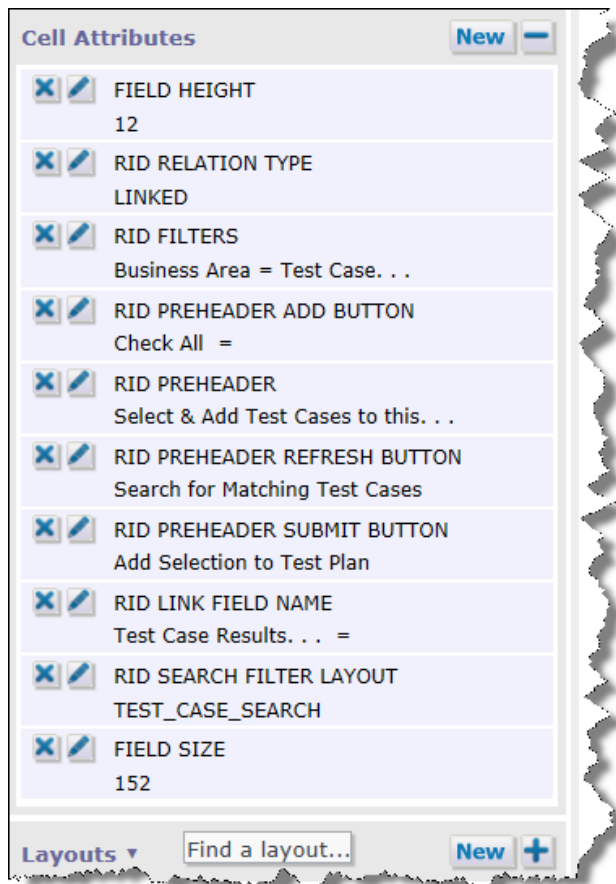 Cell Attributes New
FIELD HEIGHT
12
RID RELATION TYPE
LINKED
RID FILTERS
Business Area = Test Case. . .
RID PREHEADER ADD BUTTON
Check All =
RID PREHEADER
Select & Add Test Cases to this. . .
RID PREHEADER REFRESH BUTTON
Search for Matching Test Cases
RID PREHEADER SUBMIT BUTTON
Add Selection to Test Plan
RID LINK FIELD NAME
Test Case Results. . . =
RID SEARCH FILTER LAYOUT
TEST_CASE_SEARCH
FIELD SIZE
152
Layouts Find a layout... New